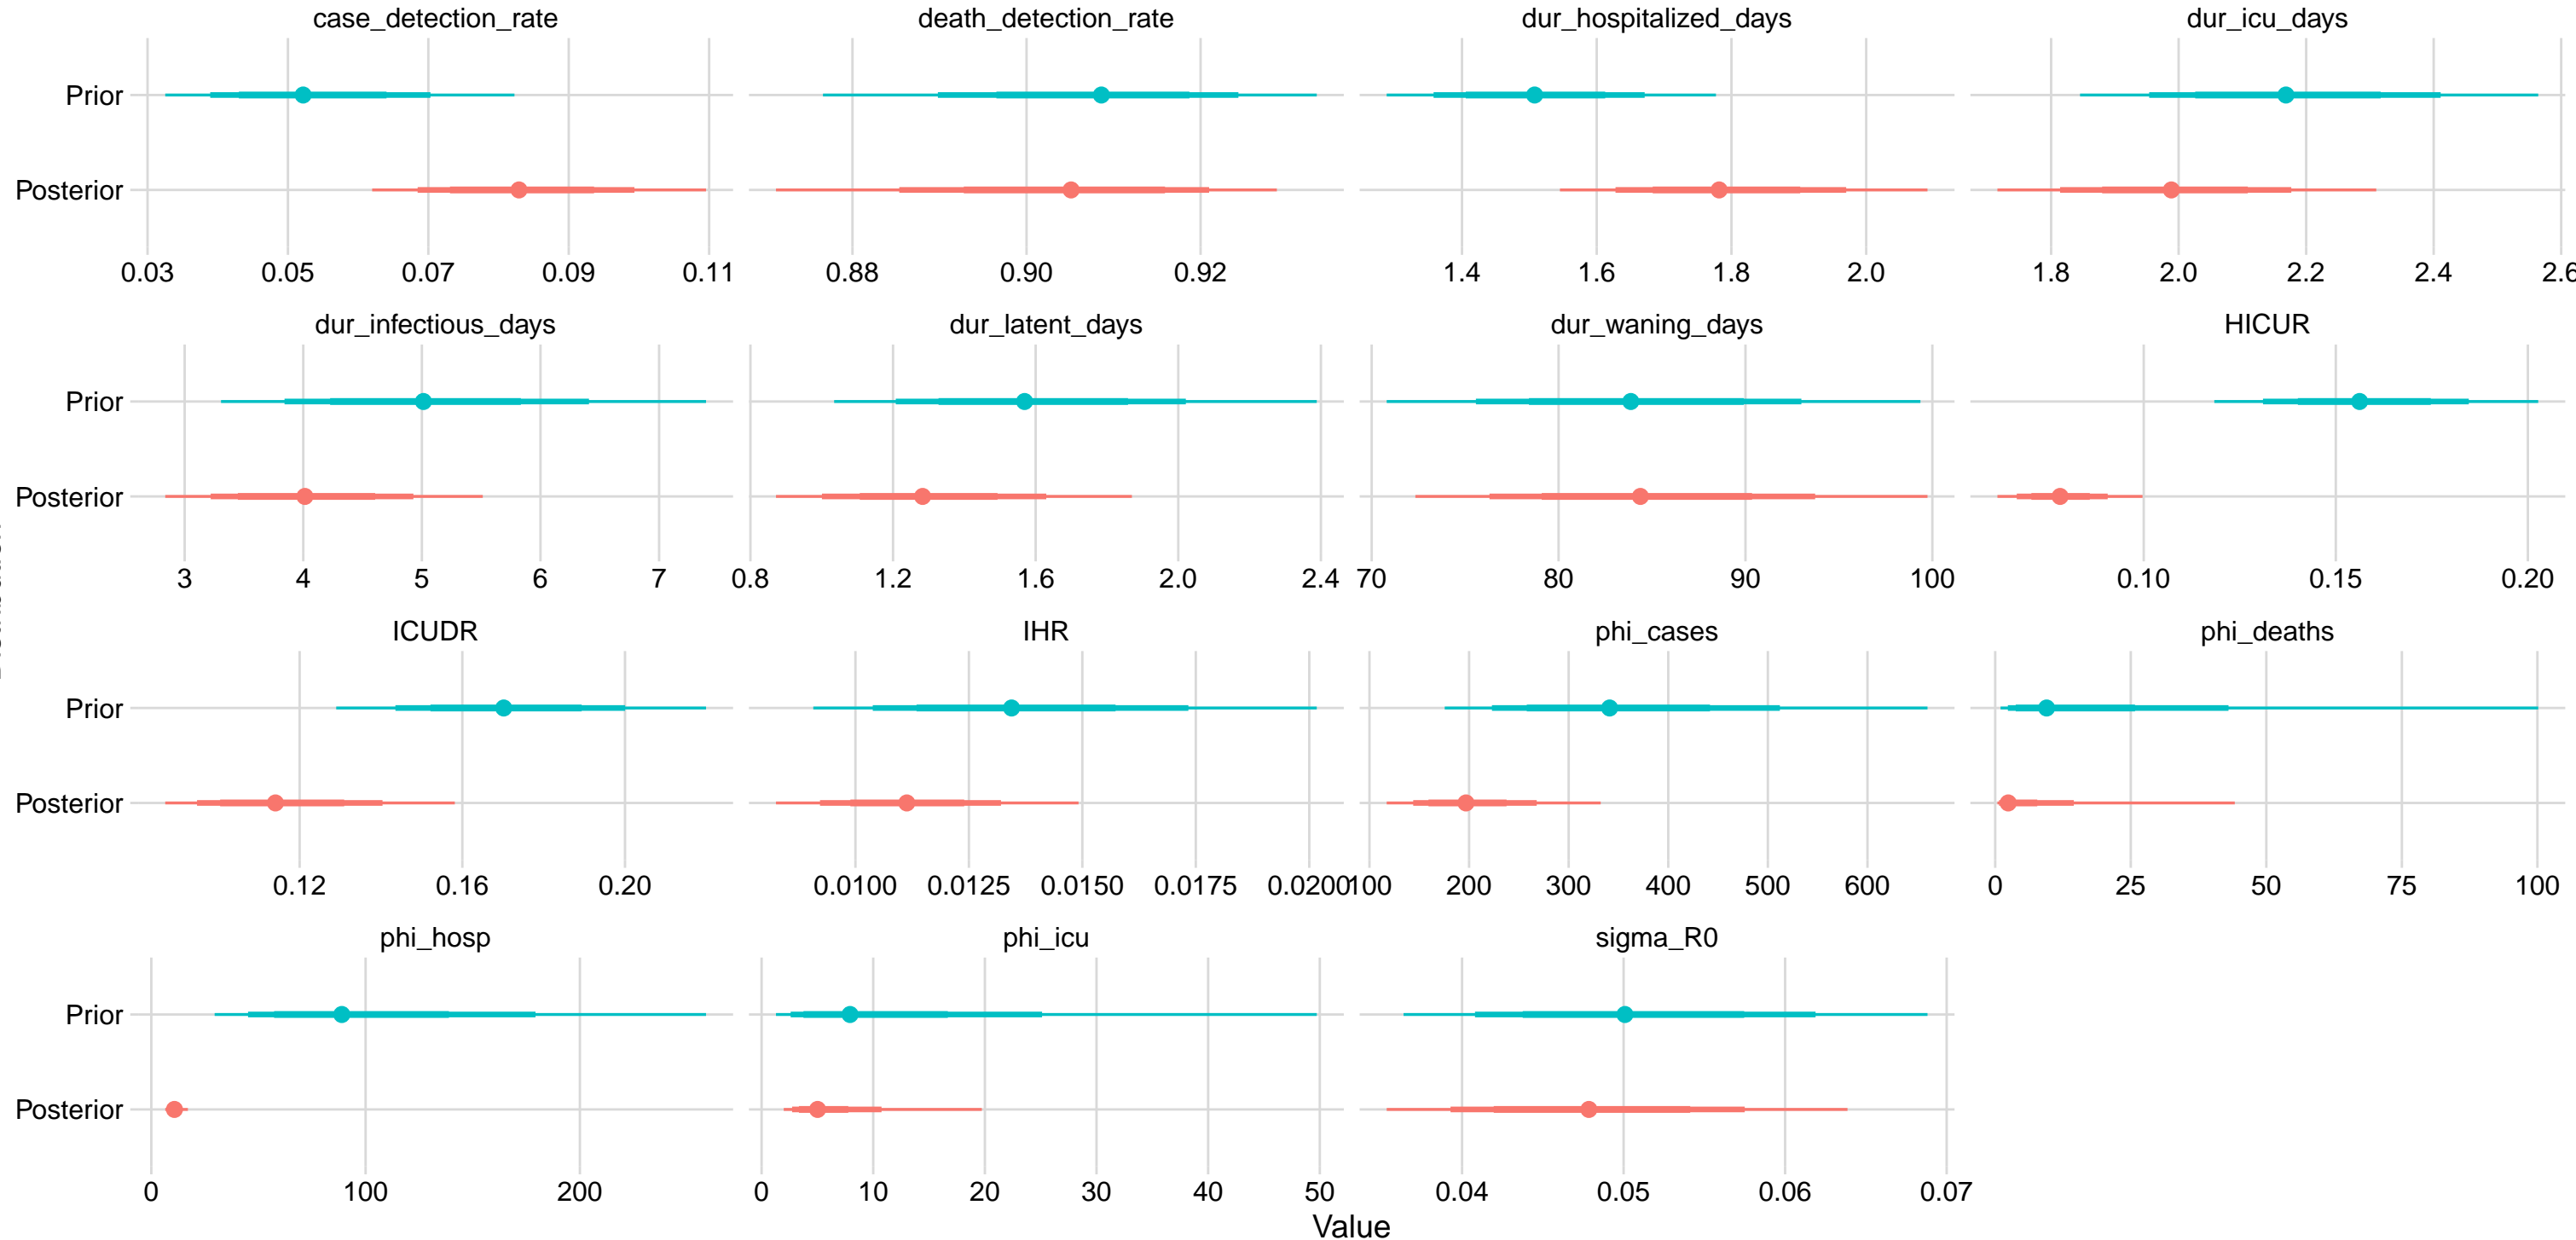 case_detection_rate death_detection_rate dur_hospitalized_days dur_icu_days
Prior
Posterior
0.03 0.05 0.07 0.09 0.11 0.88 0.90 0.92 1.4 1.6 1.8 2.0 1.8 2.0 2.2 2.4 2.6
dur_infectious_days dur_latent_days dur_waning_days HICUR
Prior
Posterior
3 4 5 6 7 0.8 1.2 1.6 2.0 2.4 70 80 90 100 0.10 0.15 0.20
ICUDR IHR phi_cases phi_deaths
Prior
Posterior
0.12 0.16 0.20 0.0100 0.0125 0.0150 0.0175 0.0200 100 200 300 400 500 600 0 25 50 75 100
phi_hosp phi_icu sigma_R0
Prior
Posterior
0 100 200 0 10 20 30 40 50 0.04 0.05 0.06 0.07
Value